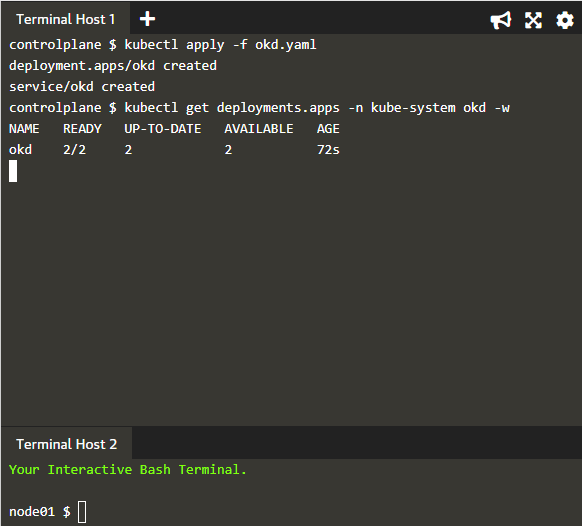 Terminal Host 1
controlplane $ kubectl apply -f okd.yaml
deployment.apps/okd created
service/okd created
controlplane $ kubectl get deployments.apps -n kube-system okd -w
NAME   READY   UP-TO-DATE   AVAILABLE   AGE
okd    2/2     2            2           72s
Terminal Host 2
Your Interactive Bash Terminal.
node01 $